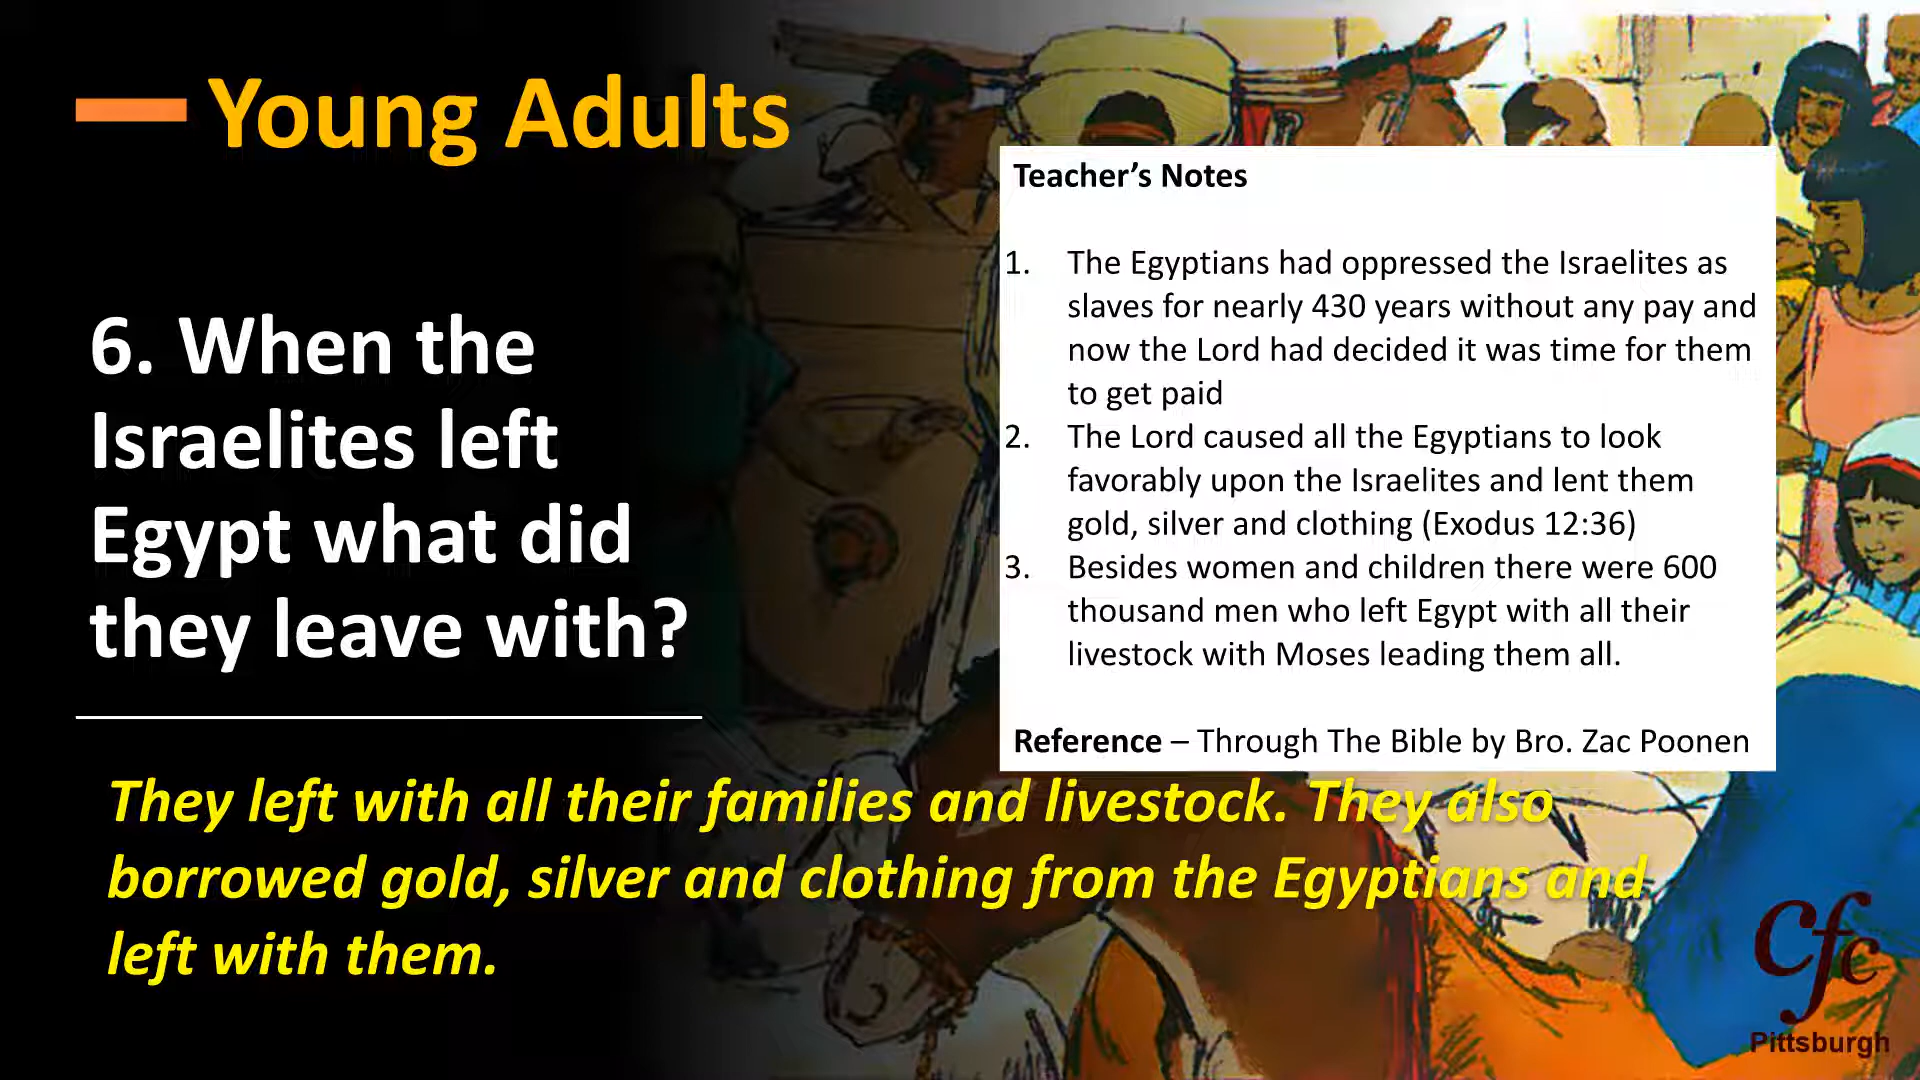 Young Adults
6. When the
Israelites left
Egypt what did
they leave with?
Teacher’s Notes
1. The Egyptians had oppressed the Israelites as
slaves for nearly 430 years without any pay and
now the Lord had decided it was time for them
to get paid
2. The Lord caused all the Egyptians to look
favorably upon the Israelites and lent them
gold, silver and clothing (Exodus 12:36)
3. Besides women and children there were 600
thousand men who left Egypt with all their
livestock with Moses leading them all.
Reference – Through The Bible by Bro. Zac Poonen
They left with all their families and livestock. They also
borrowed gold, silver and clothing from the Egyptians and
left with them.
cfc
Pittsburgh